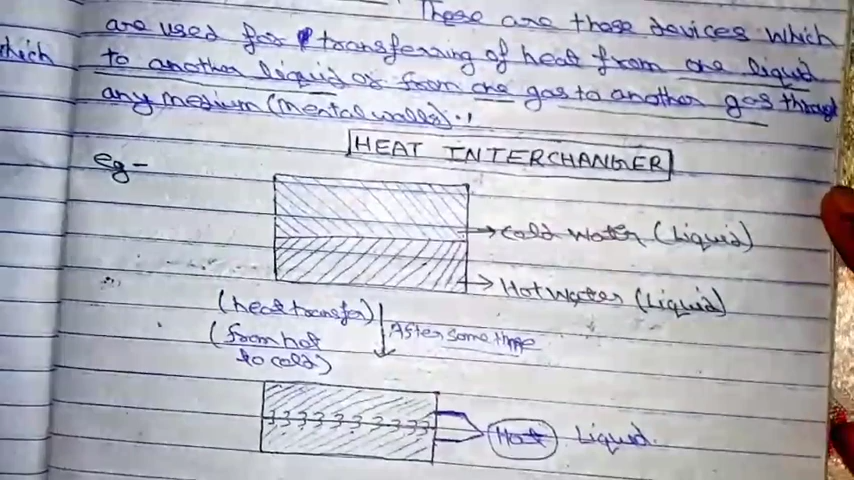 These are those devices which
are used for transferring of heat from one liquid
which
to another liquid or from one gas to another gas through
any medium (mental walls).
HEAT INTERCHANGER
eg-
Cold Water (Liquid)
Hot Water (Liquid)
(heat transfer)
(from hot
to cold)
After some time
Hot Liquid.